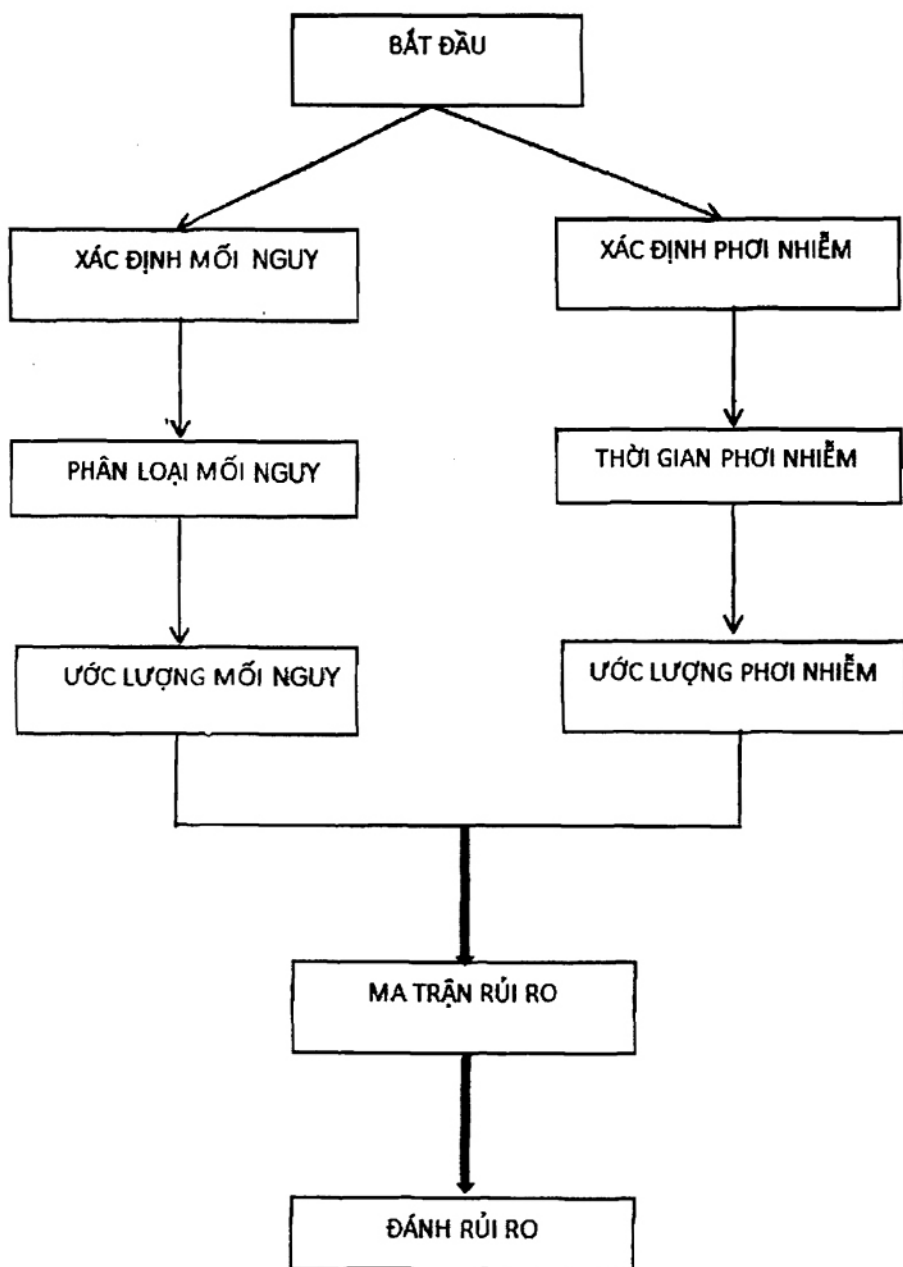 BẮT ĐẦU
XÁC ĐỊNH MỐI NGUY
XÁC ĐỊNH PHƠI NHIỄM
PHÂN LOẠI MỐI NGUY
THỜI GIAN PHƠI NHIỄM
ƯỚC LƯỢNG MỐI NGUY
ƯỚC LƯỢNG PHƠI NHIỄM
MA TRẬN RỦI RO
ĐÁNH RỦI RO